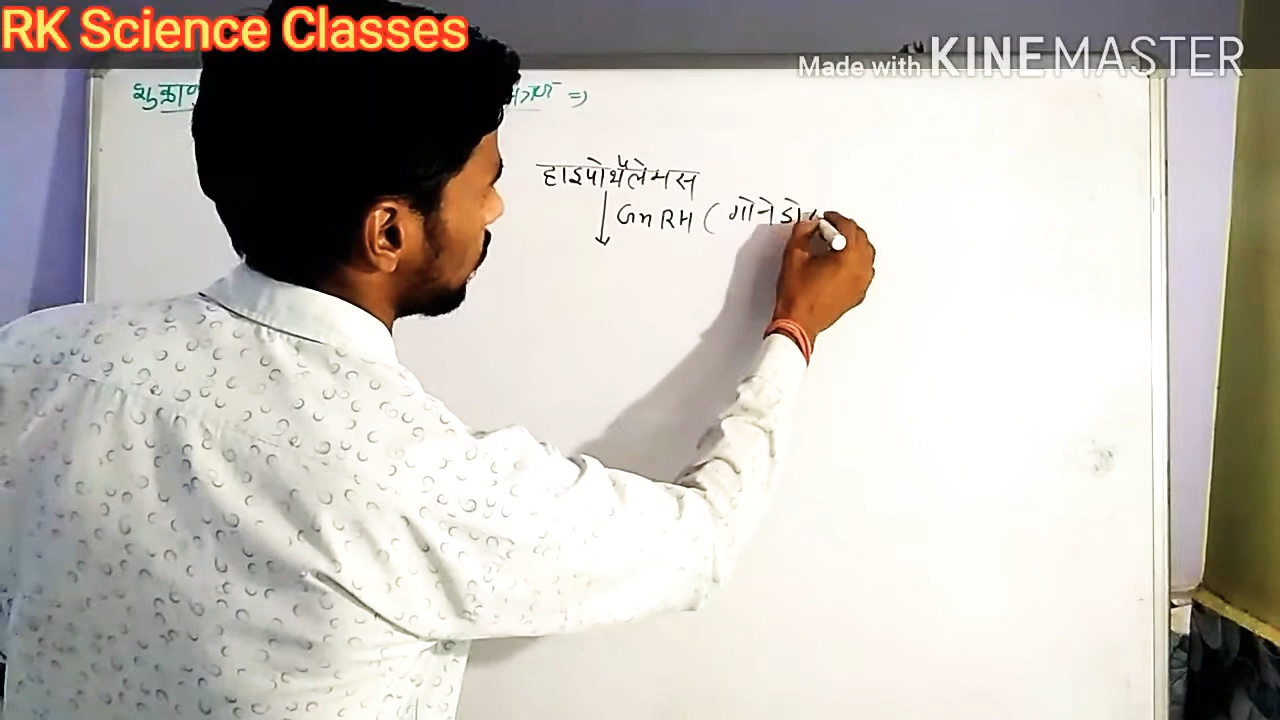 RK Science Classes
Made with KINEMASTER
=)
हाइपोथैलेमस
GnRH ( गोनेडो